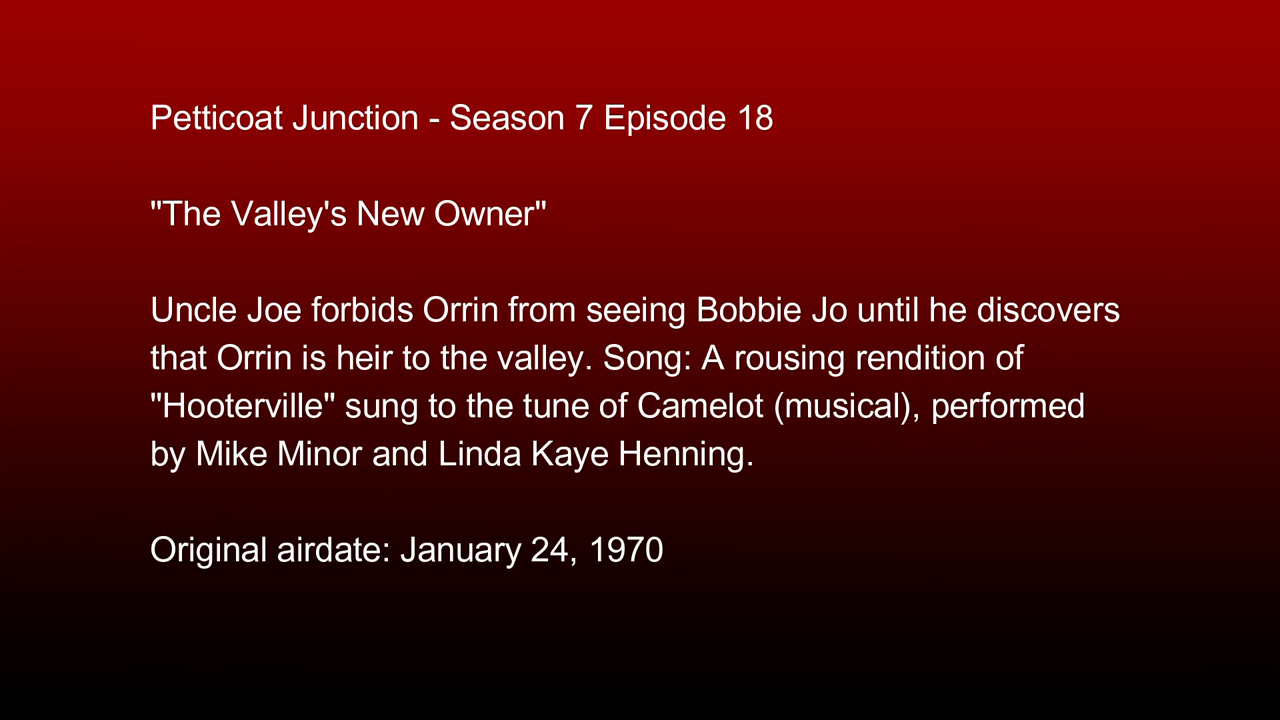 Petticoat Junction - Season 7 Episode 18
"The Valley's New Owner"
Uncle Joe forbids Orrin from seeing Bobbie Jo until he discovers
that Orrin is heir to the valley. Song: A rousing rendition of
"Hooterville" sung to the tune of Camelot (musical), performed
by Mike Minor and Linda Kaye Henning.
Original airdate: January 24, 1970